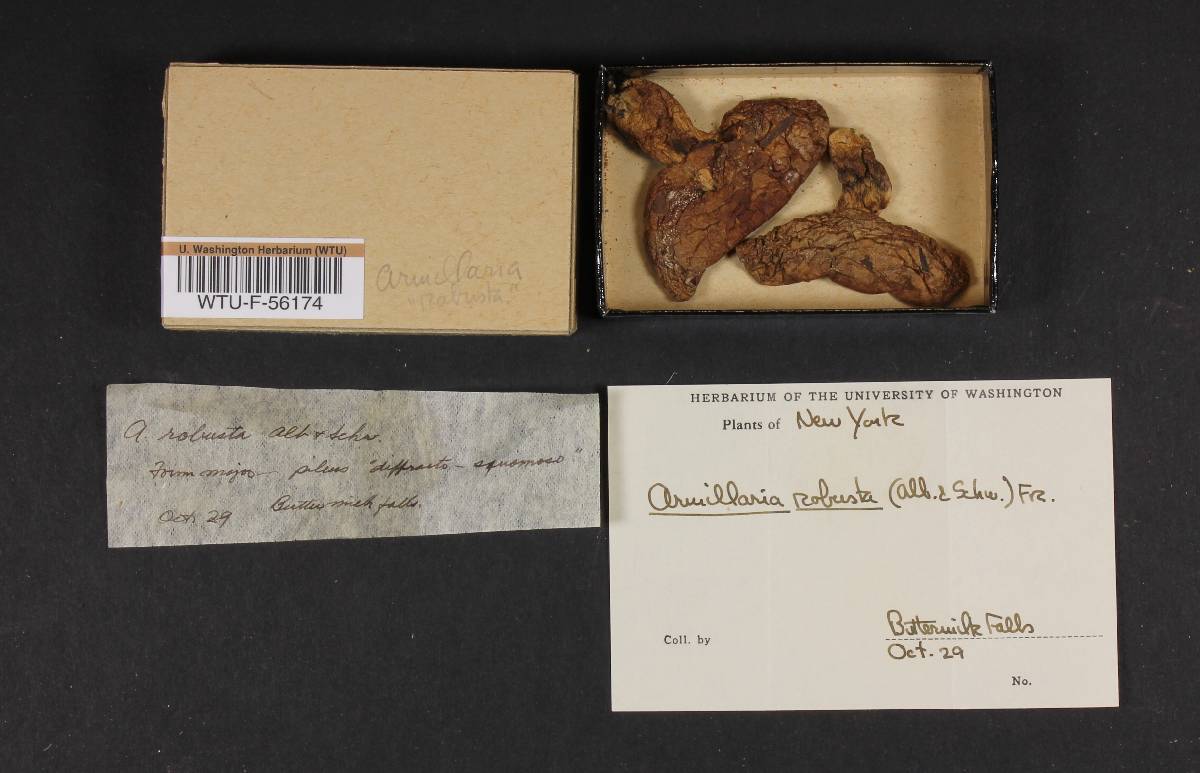 U. Washington Herbarium (WTU)
WTU-F-56174
Armillaria
"robusta."
A. robusta Alb & Schw.
Form major pileus "diffracto-squamoso"
Buttermilk falls.
Oct. 29
HERBARIUM OF THE UNIVERSITY OF WASHINGTON
Plants of New York
Armillaria robusta (Alb. & Schw.) Fr.
Buttermilk Falls
Coll. by
Oct. 29
No.